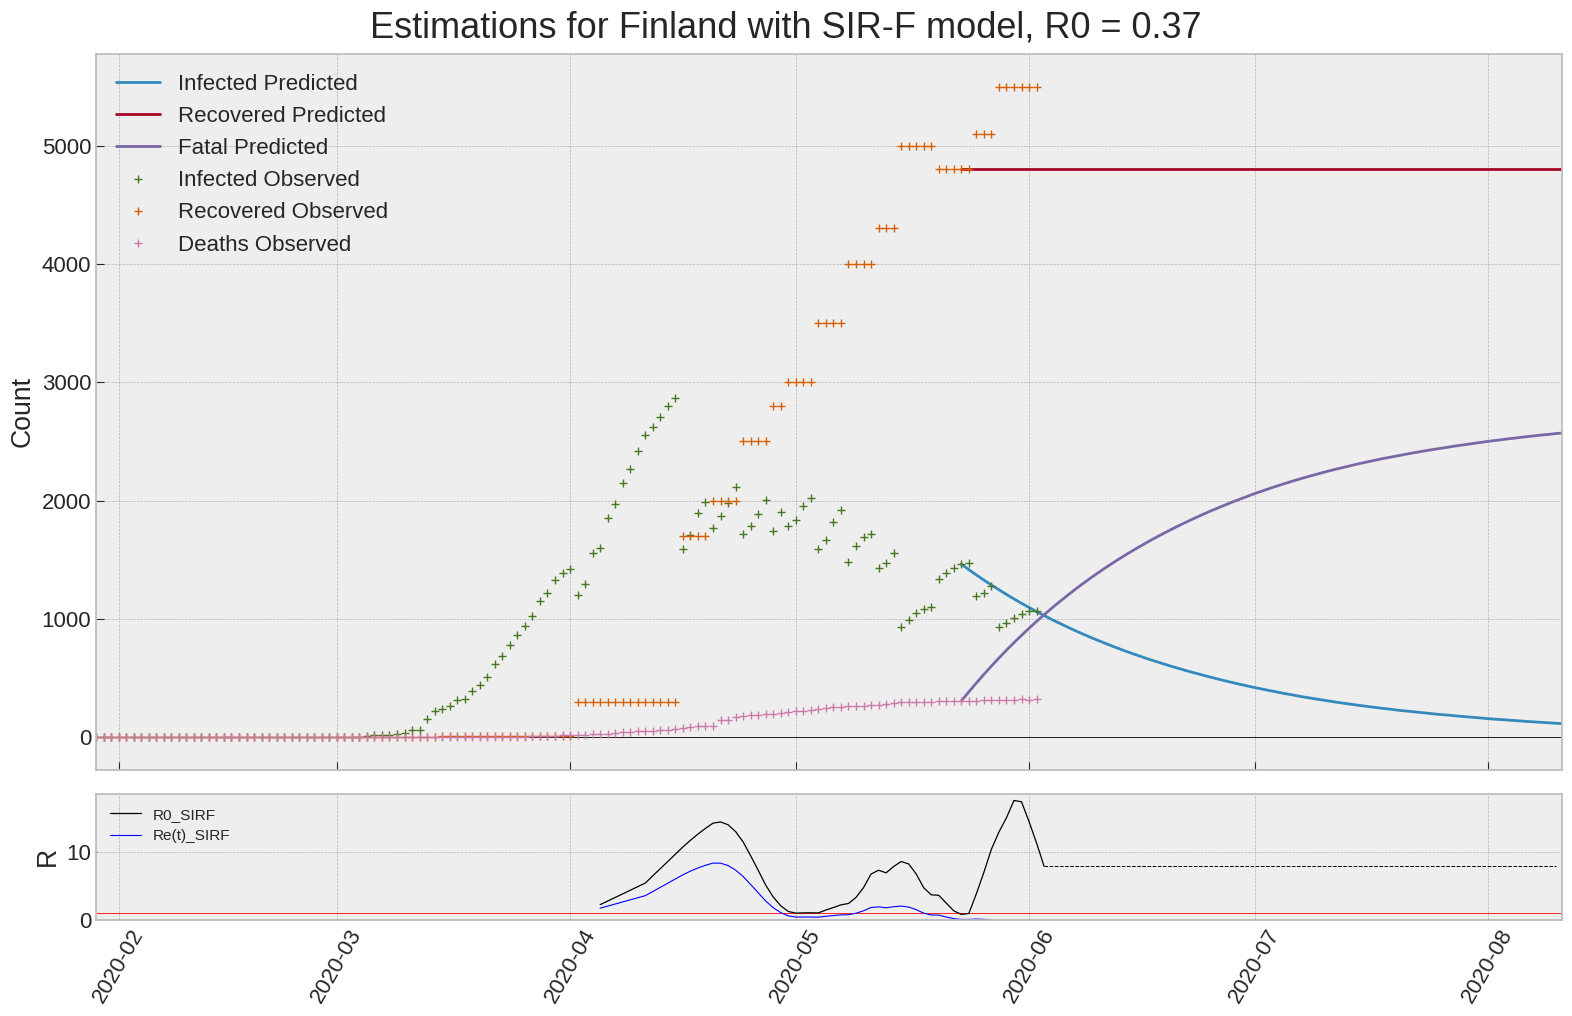 Estimations for Finland with SIR-F model, R0 = 0.37
Infected Predicted
Recovered Predicted
Fatal Predicted
Infected Observed
Recovered Observed
Deaths Observed
5000
4000
3000
2000
1000
0
Count
R0_SIRF
Re(t)_SIRF
10
0
R
2020-02
2020-03
2020-04
2020-05
2020-06
2020-07
2020-08